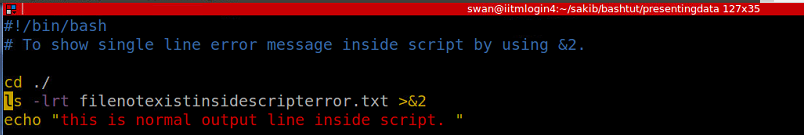 swan@iitmlogin4:~/sakib/bashtut/presentingdata 127x35
#!/bin/bash
# To show single line error message inside script by using &2.
cd ./
ls -lrt filenotexistinsidescripterror.txt >&2
echo "this is normal output line inside script. "